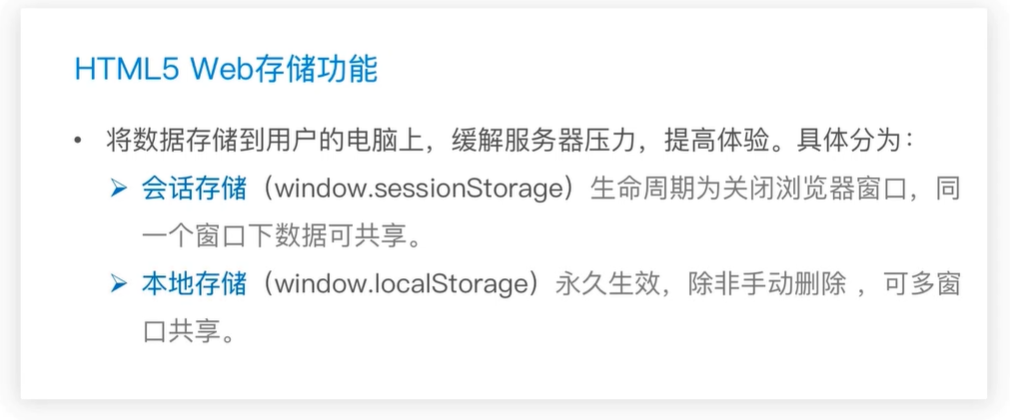 HTML5 Web存储功能
• 将数据存储到用户的电脑上，缓解服务器压力，提高体验。具体分为：
➢ 会话存储（window.sessionStorage）生命周期为关闭浏览器窗口，同
一个窗口下数据可共享。
➢ 本地存储（window.localStorage）永久生效，除非手动删除 ，可多窗
口共享。